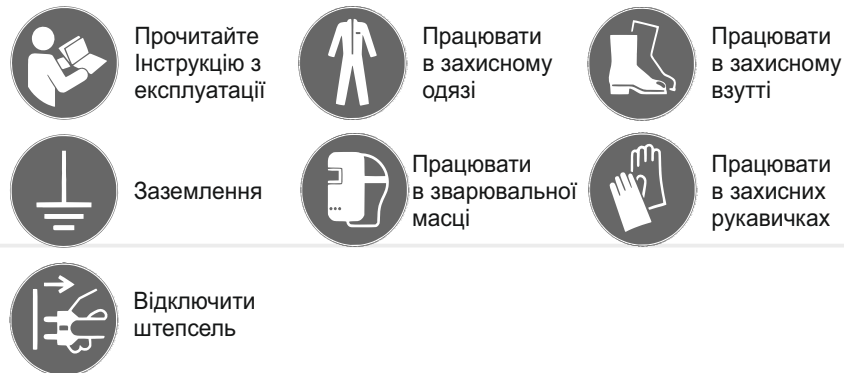 Прочитайте
Інструкцію з
експлуатації
Працювати
в захисному
одязі
Працювати
в захисному
взутті
Заземлення
Працювати
в зварювальної
масці
Працювати
в захисних
рукавичках
Відключити
штепсель